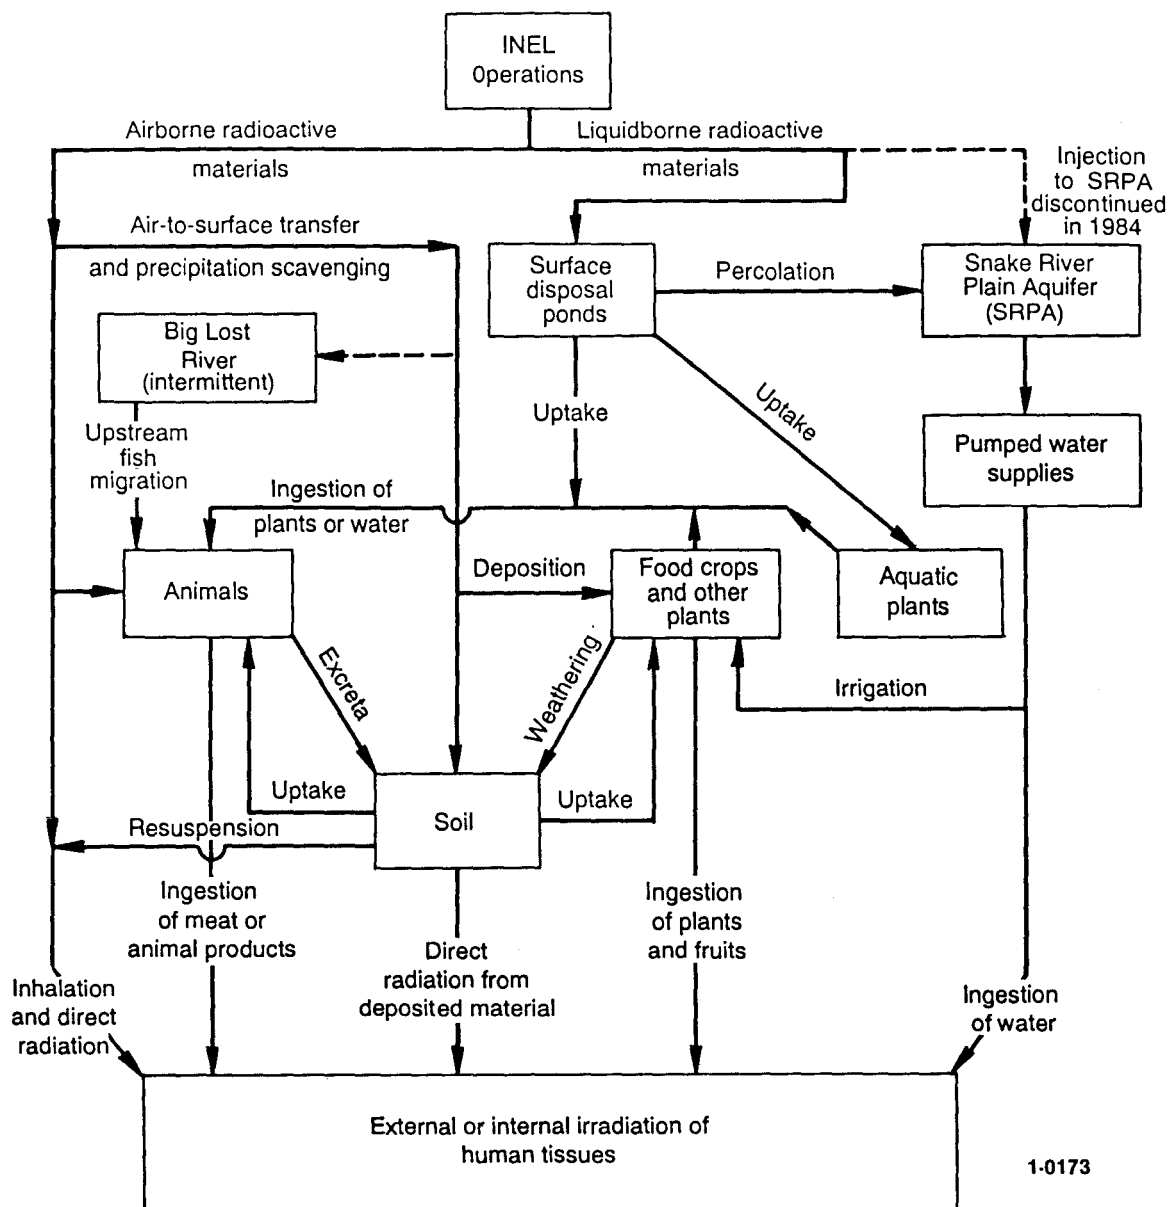 INEL
Operations
Airborne radioactive
materials
Liquidborne radioactive
materials
Injection
to SRPA
discontinued
in 1984
Air-to-surface transfer
and precipitation scavenging
Surface
disposal
ponds
Percolation
Snake River
Plain Aquifer
(SRPA)
Big Lost
River
(intermittent)
Upstream
fish
migration
Uptake
Uptake
Pumped water
supplies
Ingestion of
plants or water
Animals
Deposition
Food crops
and other
plants
Aquatic
plants
Excreta
Weathering
Irrigation
Uptake
Soil
Uptake
Resuspension
Ingestion
of meat or
animal products
Direct
radiation from
deposited material
Ingestion
of plants
and fruits
Inhalation
and direct
radiation
Ingestion
of water
External or internal irradiation of
human tissues
1-0173